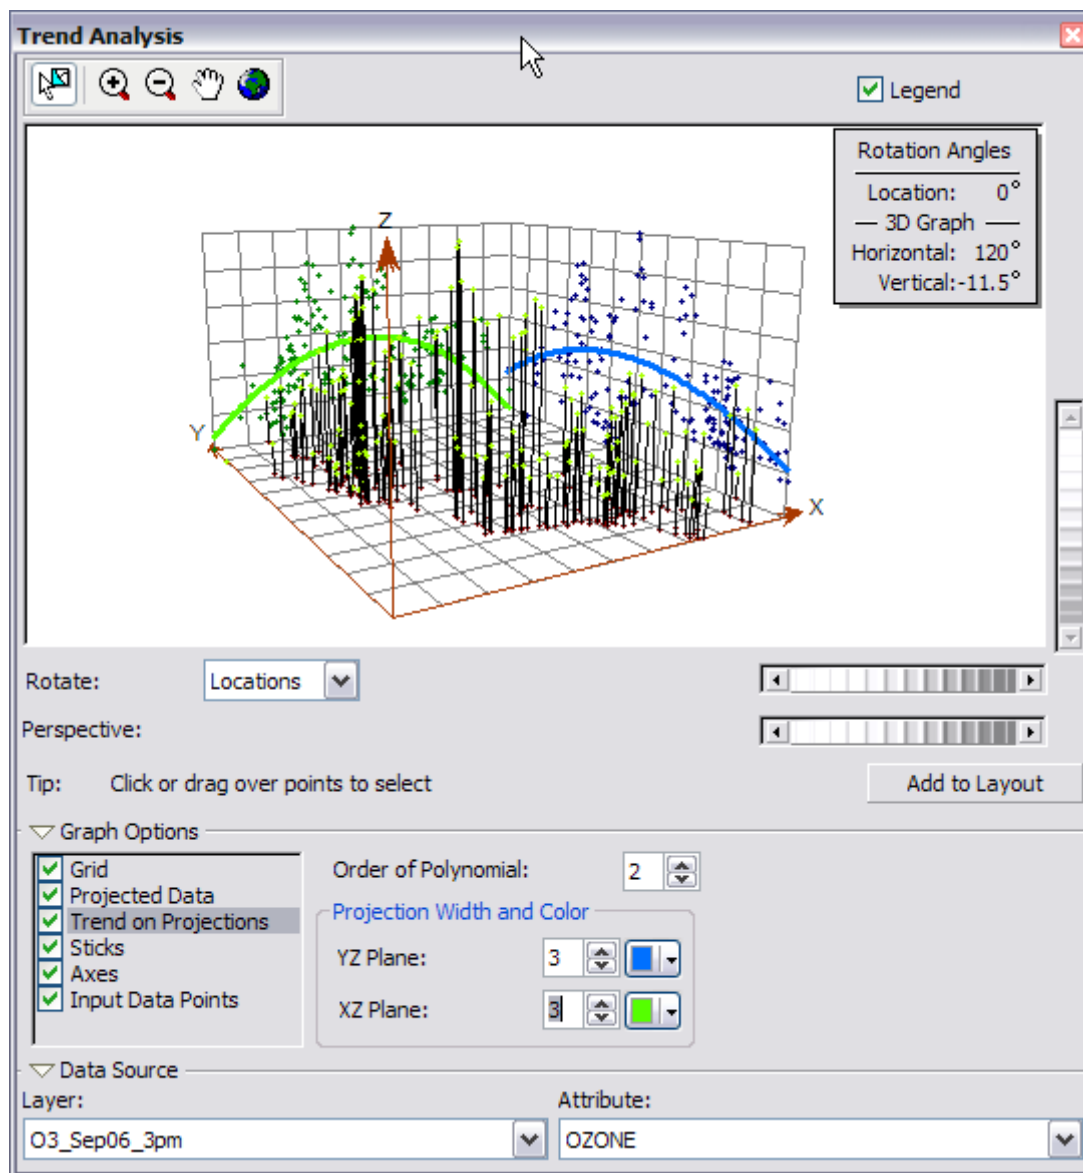 Trend Analysis
Legend
Rotation Angles
Location: 0°
3D Graph
Horizontal: 120°
Vertical:-11.5°
Z
Y
X
Rotate: Locations
Perspective:
Tip: Click or drag over points to select Add to Layout
Graph Options
Grid
Projected Data
Trend on Projections
Sticks
Axes
Input Data Points
Order of Polynomial: 2
Projection Width and Color
YZ Plane: 3
XZ Plane: 3
Data Source
Layer: Attribute:
O3_Sep06_3pm OZONE